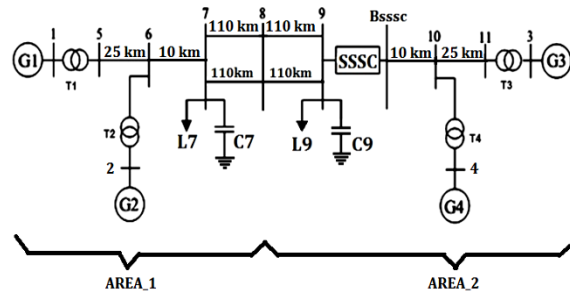 7 8 9 Bsssc
110 km 110 km
1 5 6 10 11 3
25 km 10 km 10 km 25 km
G1 T1 SSSC T3 G3
110km 110km
L7 C7 L9 C9
T2 T4
2 4
G2 G4
AREA_1 AREA_2